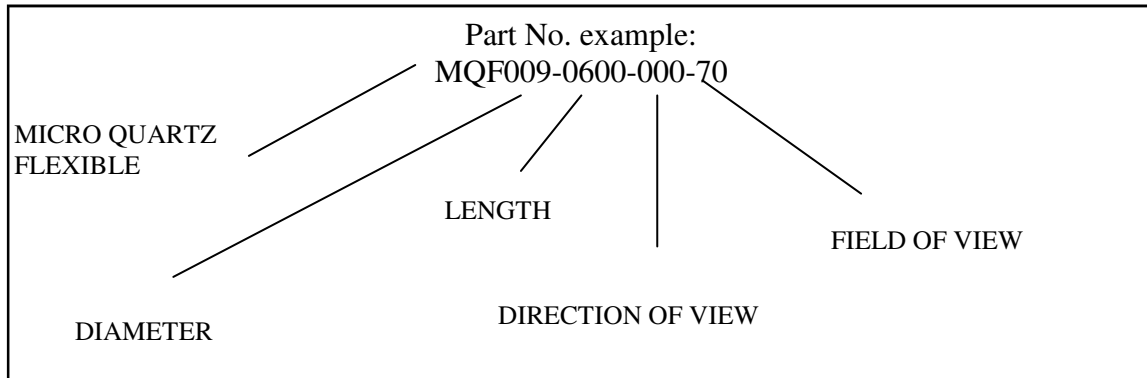 Part No. example:
MQF009-0600-000-70
MICRO QUARTZ
FLEXIBLE
LENGTH
FIELD OF VIEW
DIRECTION OF VIEW
DIAMETER